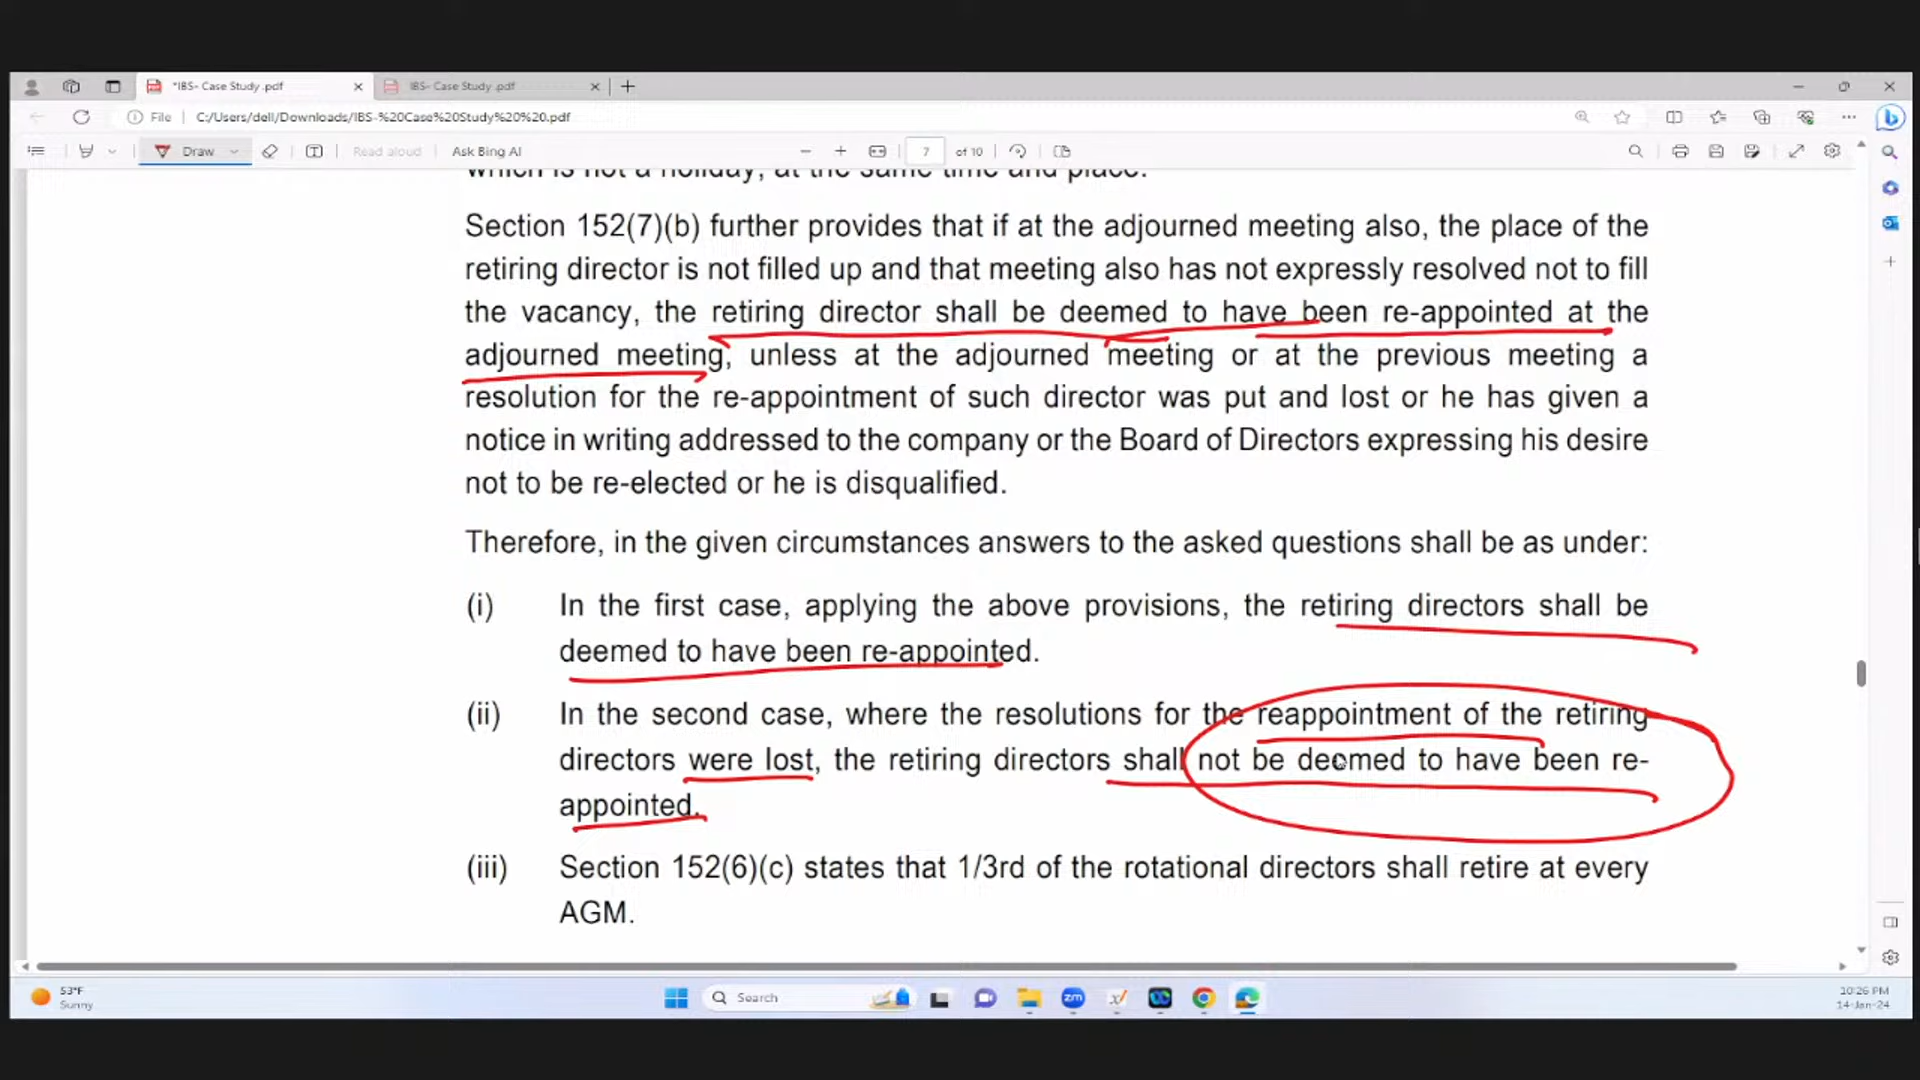 *IBS- Case Study .pdf
IBS- Case Study .pdf
File
C:/Users/dell/Downloads/IBS-%20Case%20Study%20%20.pdf
Draw
Read aloud
Ask Bing AI
7 of 10
which is not a holiday, at the same time and place.
Section 152(7)(b) further provides that if at the adjourned meeting also, the place of the
retiring director is not filled up and that meeting also has not expressly resolved not to fill
the vacancy, the retiring director shall be deemed to have been re-appointed at the
adjourned meeting, unless at the adjourned meeting or at the previous meeting a
resolution for the re-appointment of such director was put and lost or he has given a
notice in writing addressed to the company or the Board of Directors expressing his desire
not to be re-elected or he is disqualified.
Therefore, in the given circumstances answers to the asked questions shall be as under:
(i) In the first case, applying the above provisions, the retiring directors shall be
deemed to have been re-appointed.
(ii) In the second case, where the resolutions for the reappointment of the retiring
directors were lost, the retiring directors shall not be deemed to have been re-
appointed.
(iii) Section 152(6)(c) states that 1/3rd of the rotational directors shall retire at every
AGM.
53°F
Sunny
Search
zm
10:26 PM
14-Jan-24